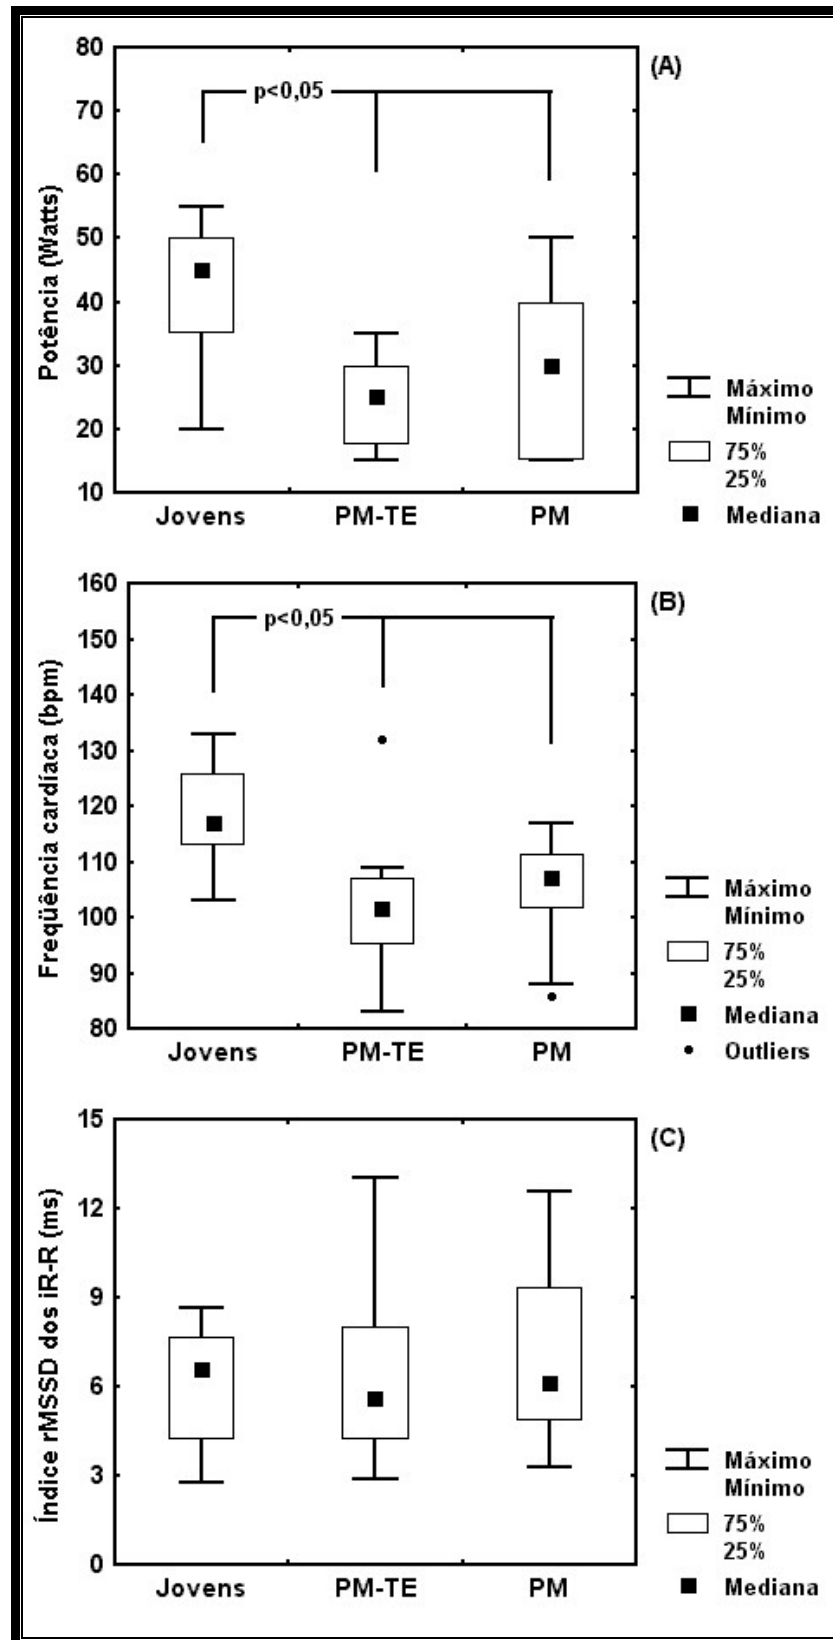 (A)
Potência (Watts)
80
70
60
50
40
30
20
10
p<0,05
Jovens PM-TE PM
Máximo
Mínimo
75%
25%
Mediana
(B)
Freqüência cardíaca (bpm)
160
150
140
130
120
110
100
90
80
p<0,05
Jovens PM-TE PM
Máximo
Mínimo
75%
25%
Mediana
Outliers
(C)
Índice rMSSD dos iR-R (ms)
15
12
9
6
3
0
Jovens PM-TE PM
Máximo
Mínimo
75%
25%
Mediana